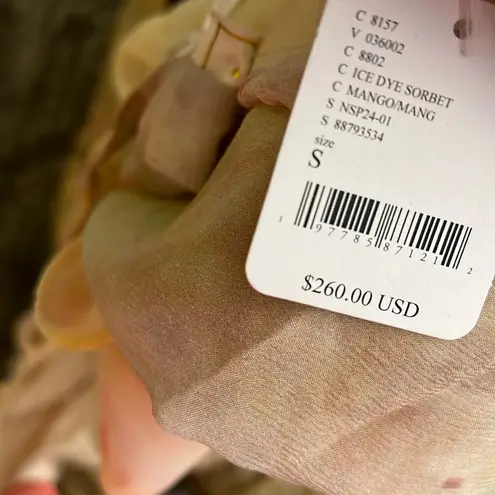 C 8157
V 036002
C 8802
C ICE DYE SORBET
C MANGO/MANG
S NSP24-01
S 88793534
size
S
1 97785 87121 2
$260.00 USD